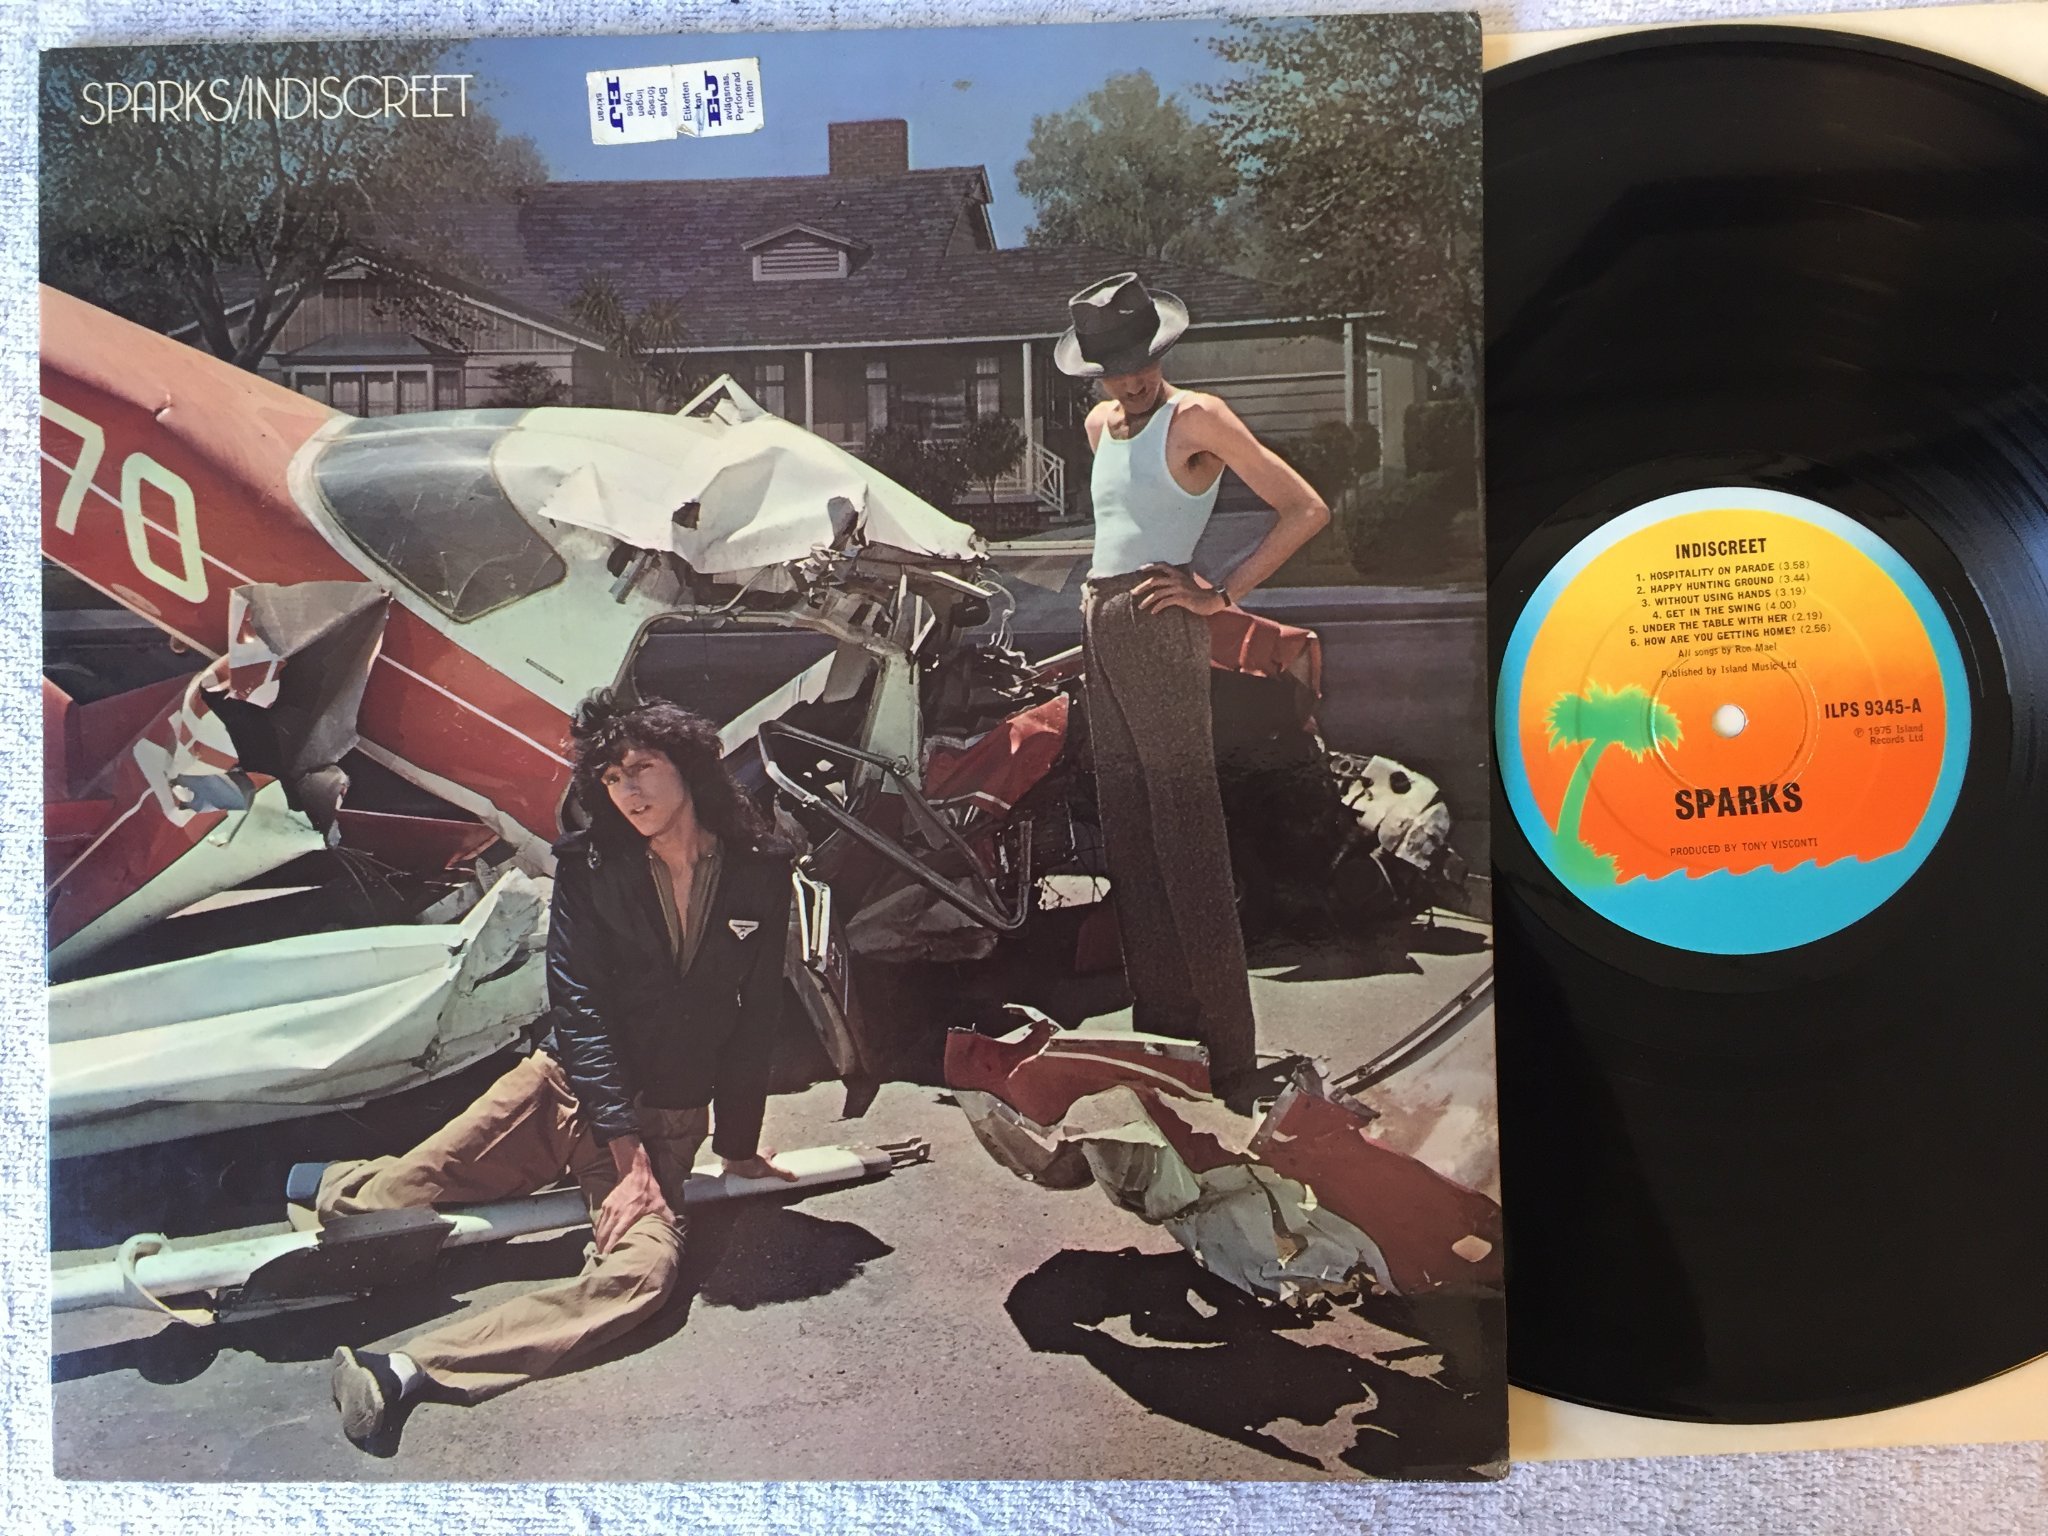 SPARKS/INDISCREET
Brytes
förseg-
lingen
bytes
EJ
skivan
Etiketten
kan
EJ
avlägsnas.
Perforerad
i mitten
70
INDISCREET
1. HOSPITALITY ON PARADE (3.58)
2. HAPPY HUNTING GROUND (3.44)
3. WITHOUT USING HANDS (3.19)
4. GET IN THE SWING (4.00)
5. UNDER THE TABLE WITH HER (2.19)
6. HOW ARE YOU GETTING HOME? (2.56)
All songs by Ron Mael
Published by Island Music Ltd
ILPS 9345-A
℗ 1975 Island
Records Ltd
SPARKS
PRODUCED BY TONY VISCONTI